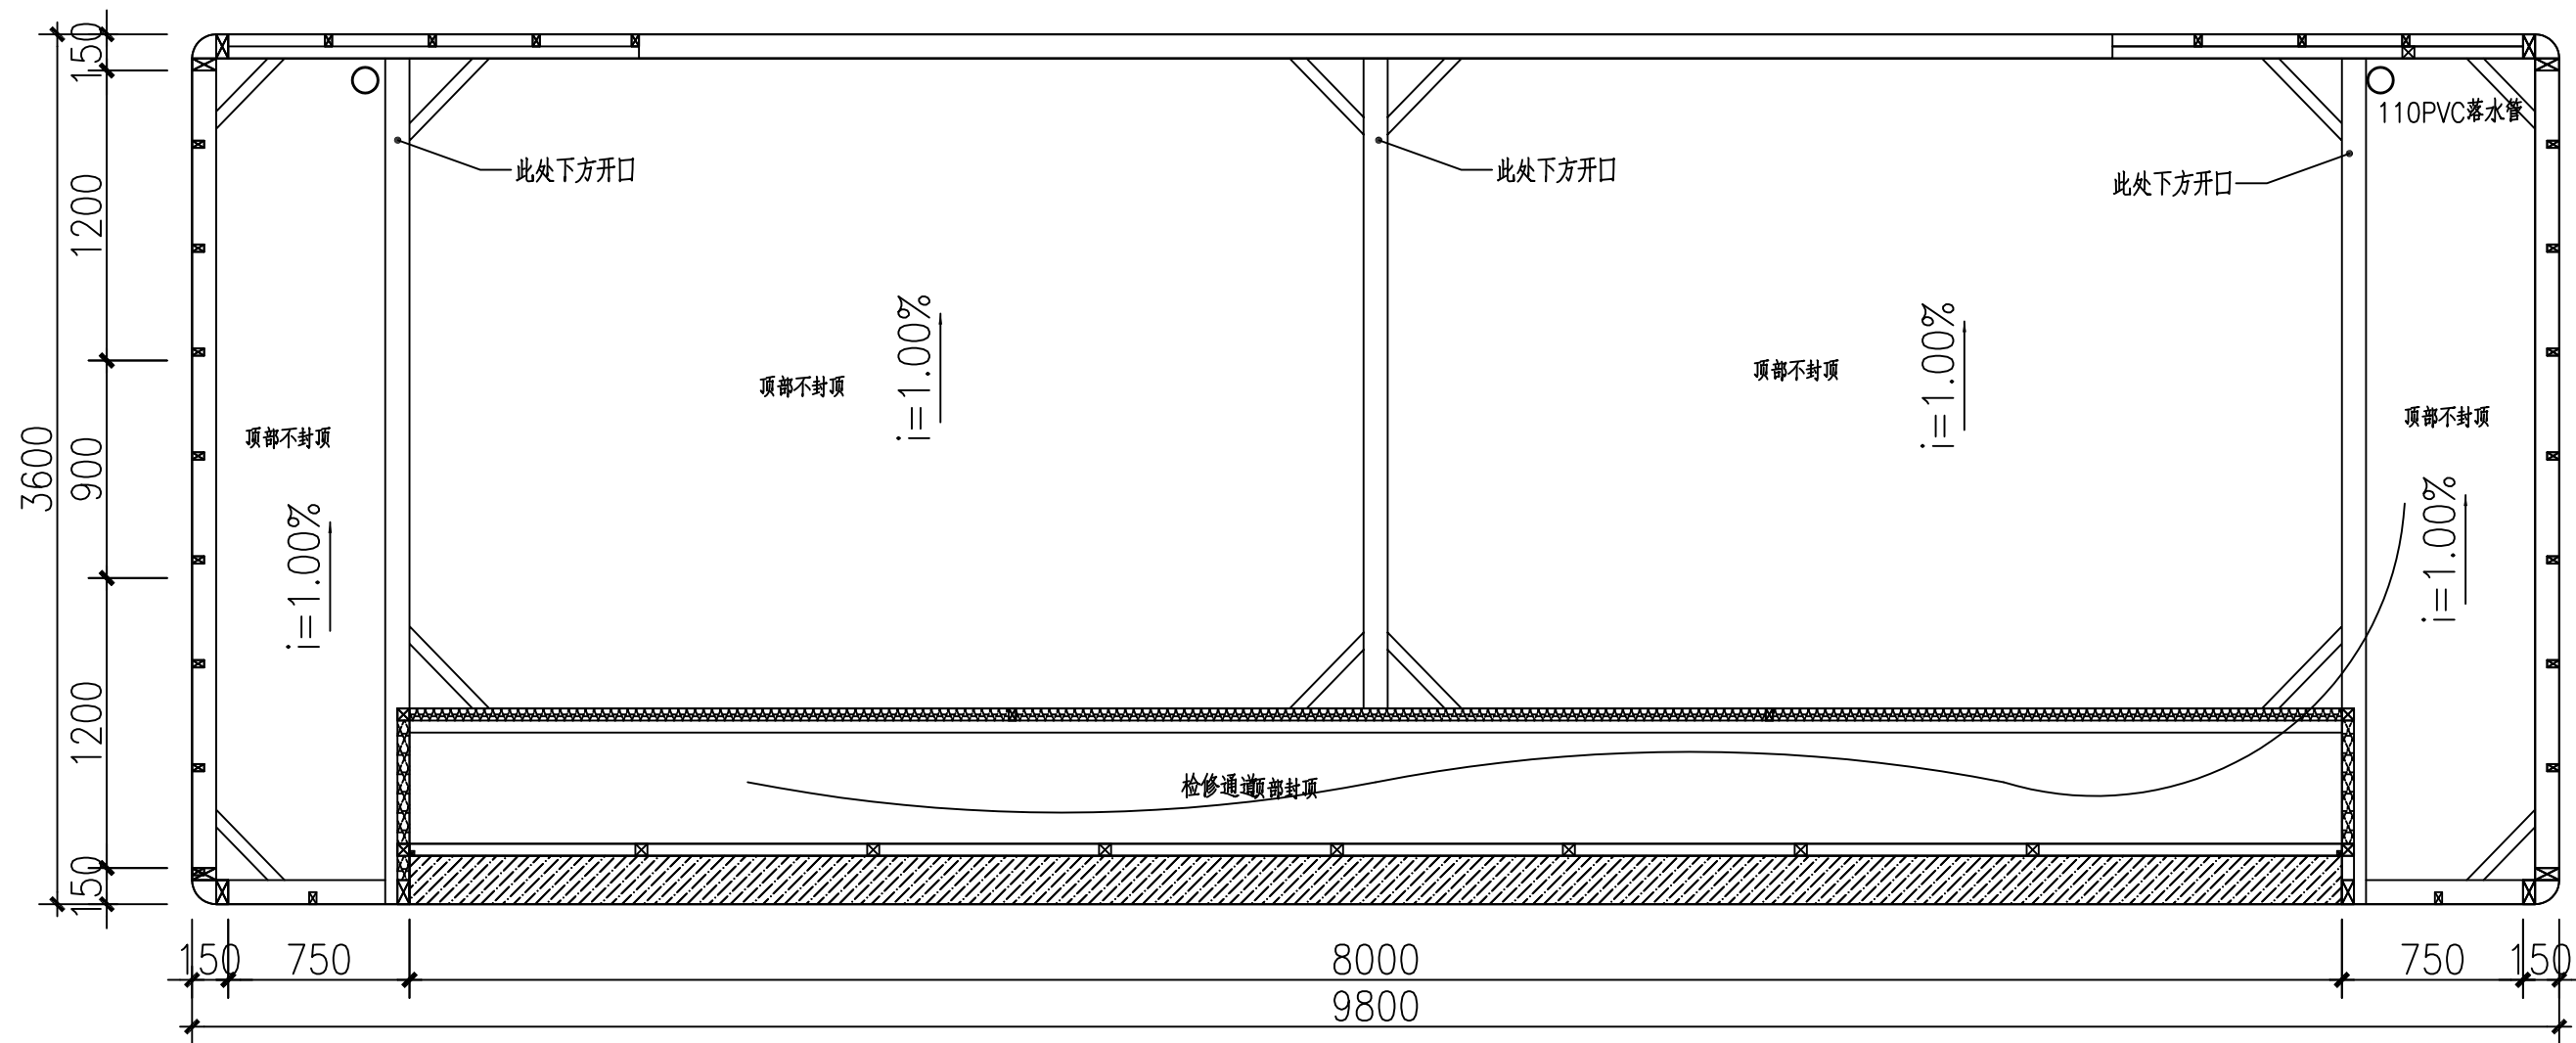 150
1200
900
1200
150
3600
110PVC落水管
此处下方开口
此处下方开口
此处下方开口
顶部不封顶
i=1.00%
顶部不封顶
i=1.00%
顶部不封顶
i=1.00%
顶部不封顶
i=1.00%
检修通道
顶部封顶
150
750
8000
750
150
9800